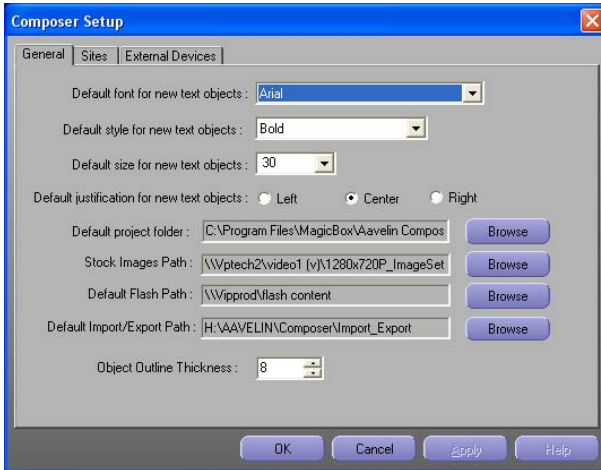 Composer Setup
General Sites External Devices
Default font for new text objects : Arial
Default style for new text objects : Bold
Default size for new text objects : 30
Default justification for new text objects : Left Center Right
Default project folder : C:\Program Files\MagicBox\Aavelin Compos Browse
Stock Images Path : \\Vptech2\video1 (v)\1280x720P_ImageSet Browse
Default Flash Path : \\Vipprod\flash content Browse
Default Import/Export Path : H:\AAVELIN\Composer\Import_Export Browse
Object Outline Thickness : 8
OK Cancel Apply Help